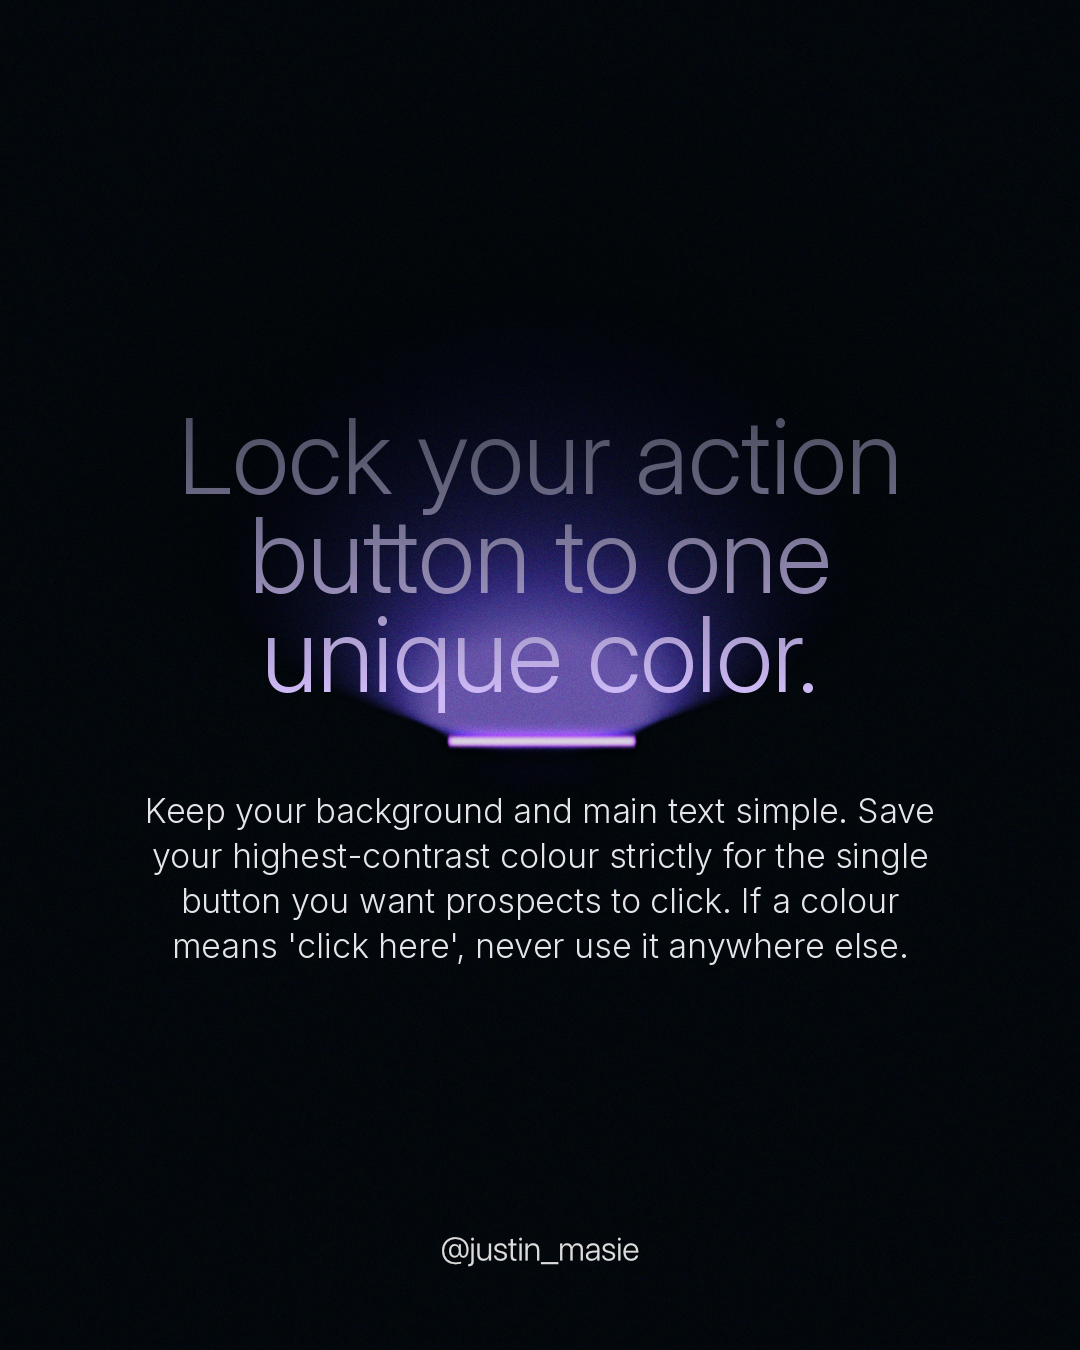 Lock your action
button to one
unique color.
Keep your background and main text simple. Save
your highest-contrast colour strictly for the single
button you want prospects to click. If a colour
means 'click here', never use it anywhere else.
@justin_masie